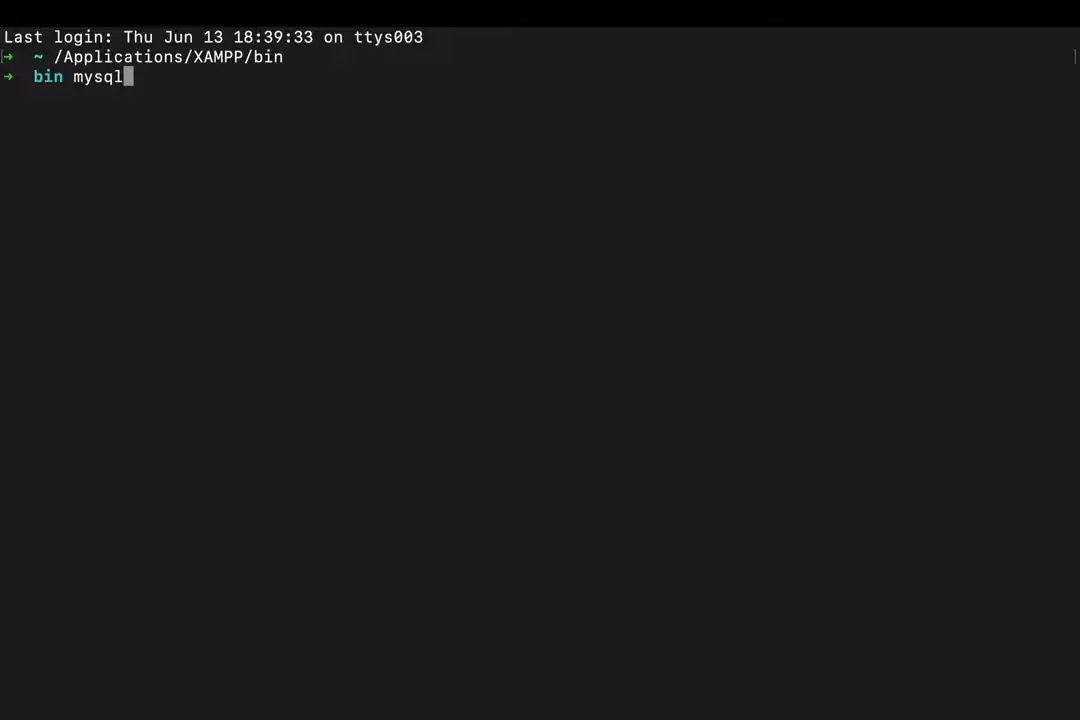 Last login: Thu Jun 13 18:39:33 on ttys003
➜  ~ /Applications/XAMPP/bin
➜  bin mysql